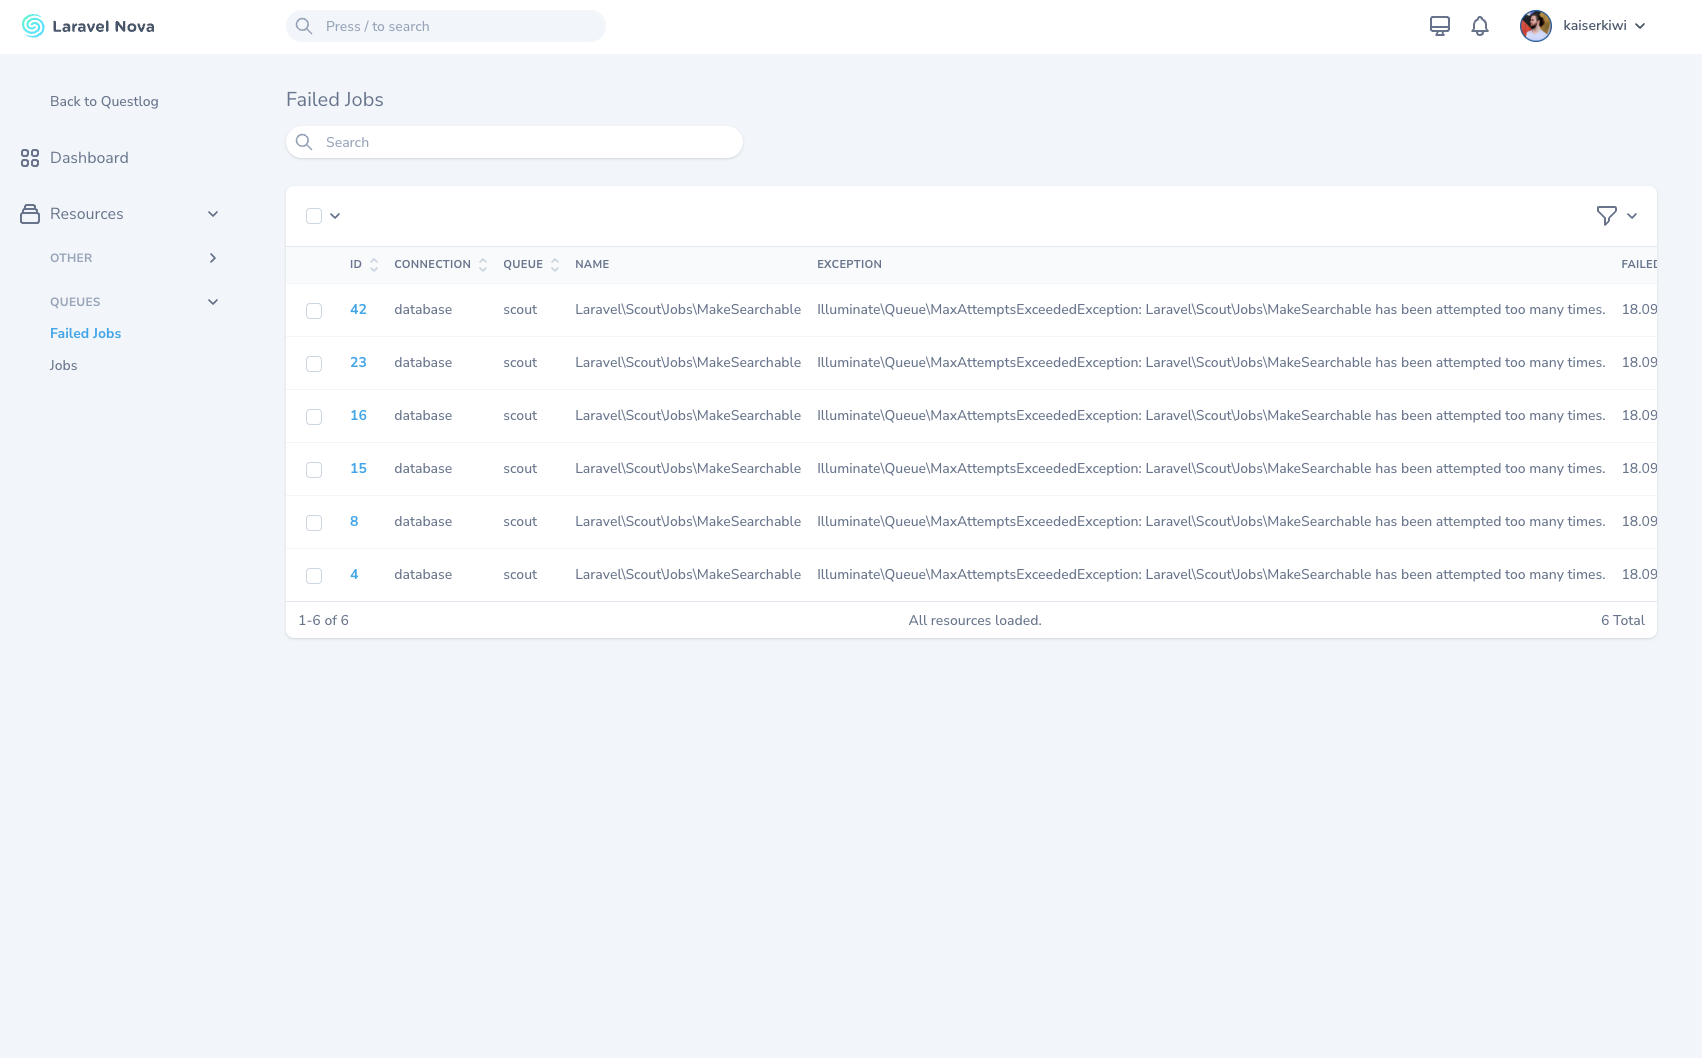 Laravel Nova
Press / to search
kaiserkiwi
Back to Questlog
Dashboard
Resources
OTHER
QUEUES
Failed Jobs
Jobs
Failed Jobs
Search
ID CONNECTION QUEUE NAME EXCEPTION FAILED
42 database scout Laravel\Scout\Jobs\MakeSearchable Illuminate\Queue\MaxAttemptsExceededException: Laravel\Scout\Jobs\MakeSearchable has been attempted too many times. 18.09
23 database scout Laravel\Scout\Jobs\MakeSearchable Illuminate\Queue\MaxAttemptsExceededException: Laravel\Scout\Jobs\MakeSearchable has been attempted too many times. 18.09
16 database scout Laravel\Scout\Jobs\MakeSearchable Illuminate\Queue\MaxAttemptsExceededException: Laravel\Scout\Jobs\MakeSearchable has been attempted too many times. 18.09
15 database scout Laravel\Scout\Jobs\MakeSearchable Illuminate\Queue\MaxAttemptsExceededException: Laravel\Scout\Jobs\MakeSearchable has been attempted too many times. 18.09
8 database scout Laravel\Scout\Jobs\MakeSearchable Illuminate\Queue\MaxAttemptsExceededException: Laravel\Scout\Jobs\MakeSearchable has been attempted too many times. 18.09
4 database scout Laravel\Scout\Jobs\MakeSearchable Illuminate\Queue\MaxAttemptsExceededException: Laravel\Scout\Jobs\MakeSearchable has been attempted too many times. 18.09
1-6 of 6 All resources loaded. 6 Total